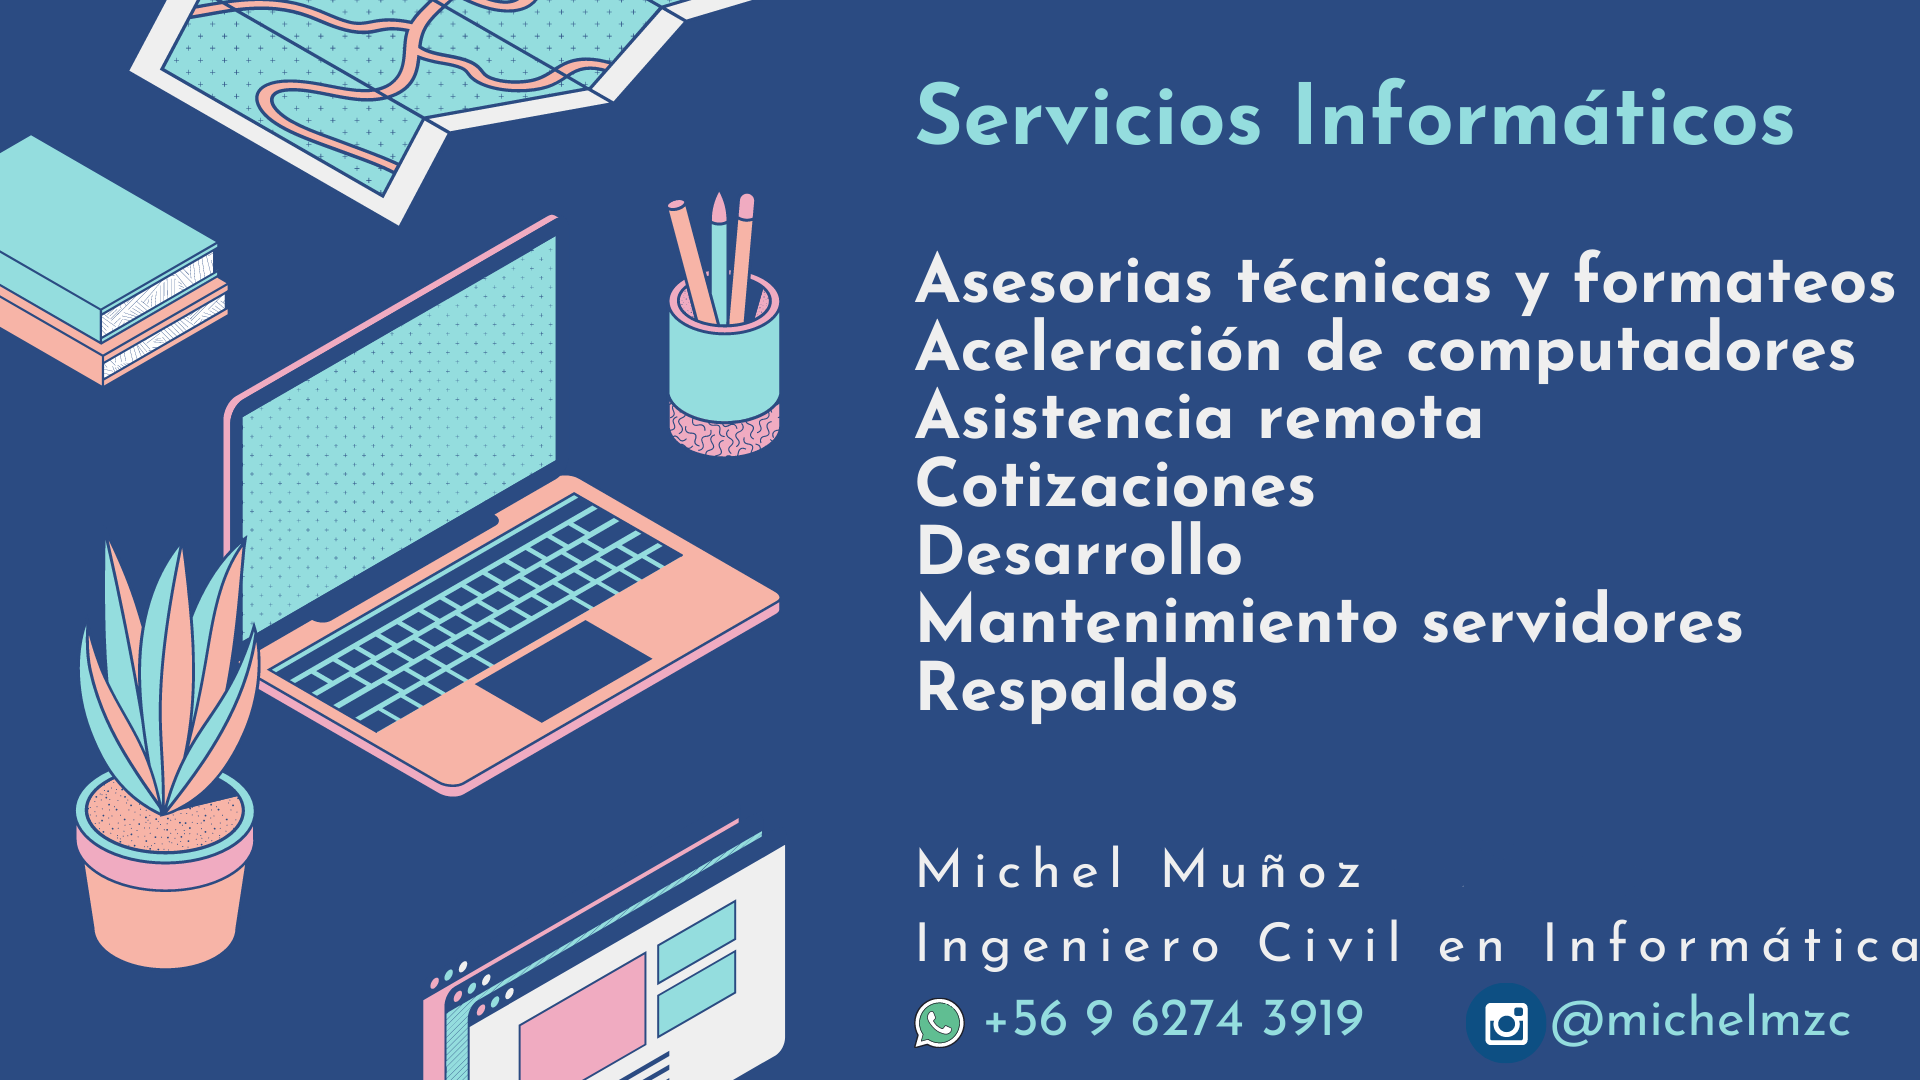 Servicios Informáticos
Asesorias técnicas y formateos
Aceleración de computadores
Asistencia remota
Cotizaciones
Desarrollo
Mantenimiento servidores
Respaldos
Michel Muñoz
Ingeniero Civil en Informática
+56 9 6274 3919 @michelmzc